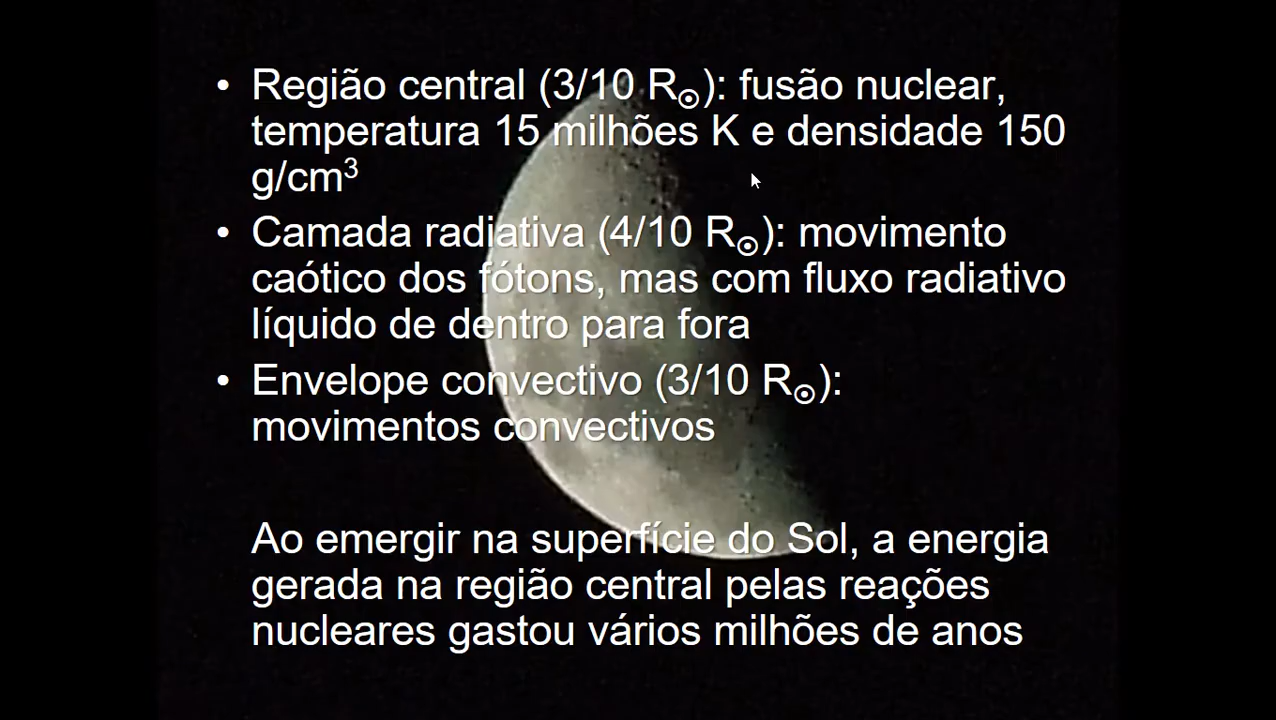 • Região central (3/10 R☉): fusão nuclear,
temperatura 15 milhões K e densidade 150
g/cm³
• Camada radiativa (4/10 R☉): movimento
caótico dos fótons, mas com fluxo radiativo
líquido de dentro para fora
• Envelope convectivo (3/10 R☉):
movimentos convectivos
Ao emergir na superfície do Sol, a energia
gerada na região central pelas reações
nucleares gastou vários milhões de anos